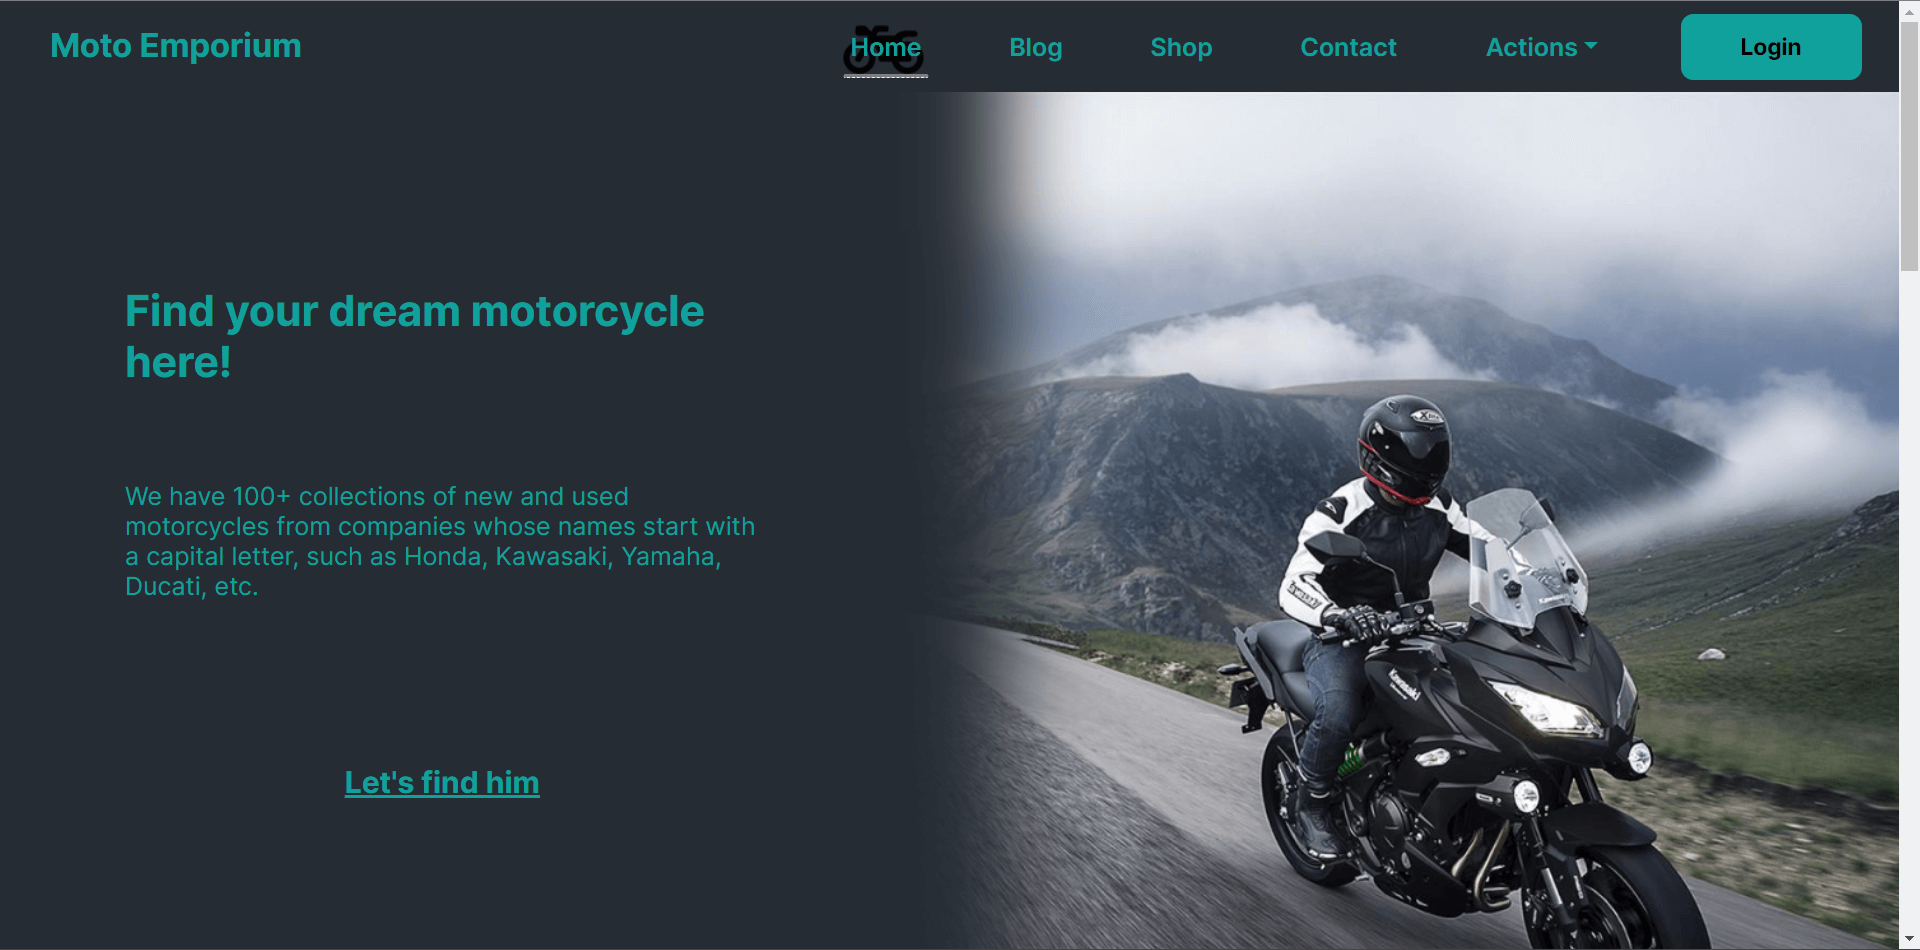 Moto Emporium
Home Blog Shop Contact Actions Login
Find your dream motorcycle
here!
We have 100+ collections of new and used
motorcycles from companies whose names start with
a capital letter, such as Honda, Kawasaki, Yamaha,
Ducati, etc.
Let's find him
Kawasaki